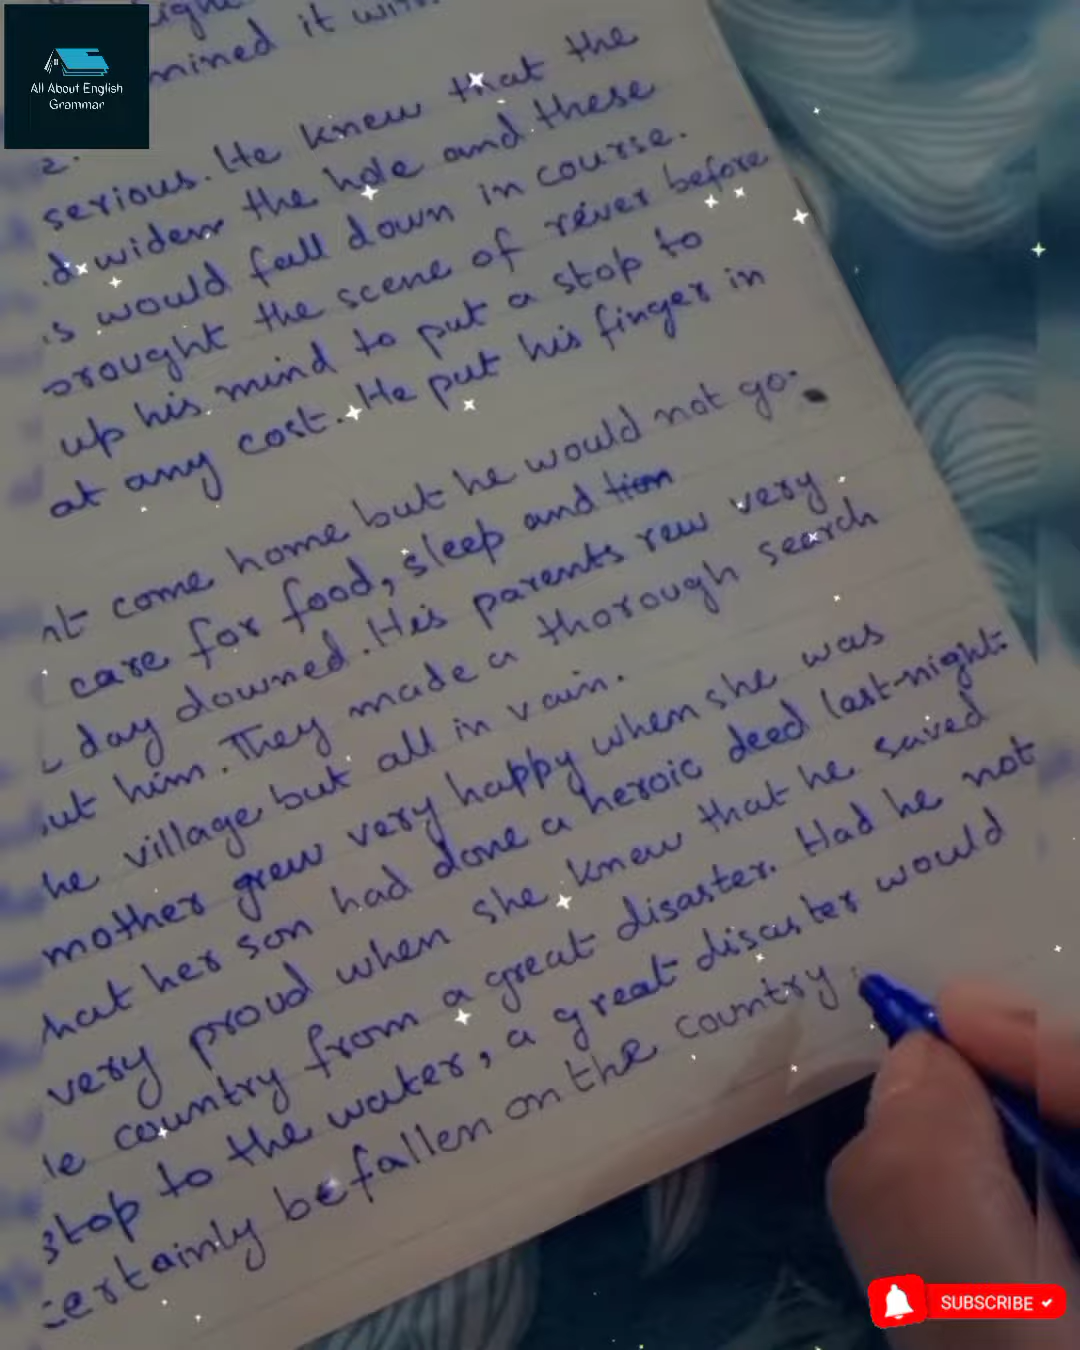 All About English
Grammar
mined it with
serious. He knew that the
widen the hole and these
would fall down in course.
the scene of river before
up his mind to put a stop to
at any cost. He put his finger in
come home but he would not go.
care for food, sleep and
day downed. His parents rew very
him. They made a thorough search
village but all in vain.
mother grew very happy when she was
her son had done a heroic deed last night.
very proud when she knew that he saved
country from a great disaster. Had he not
stop to the water, a great disaster would
befallen on the country
SUBSCRIBE